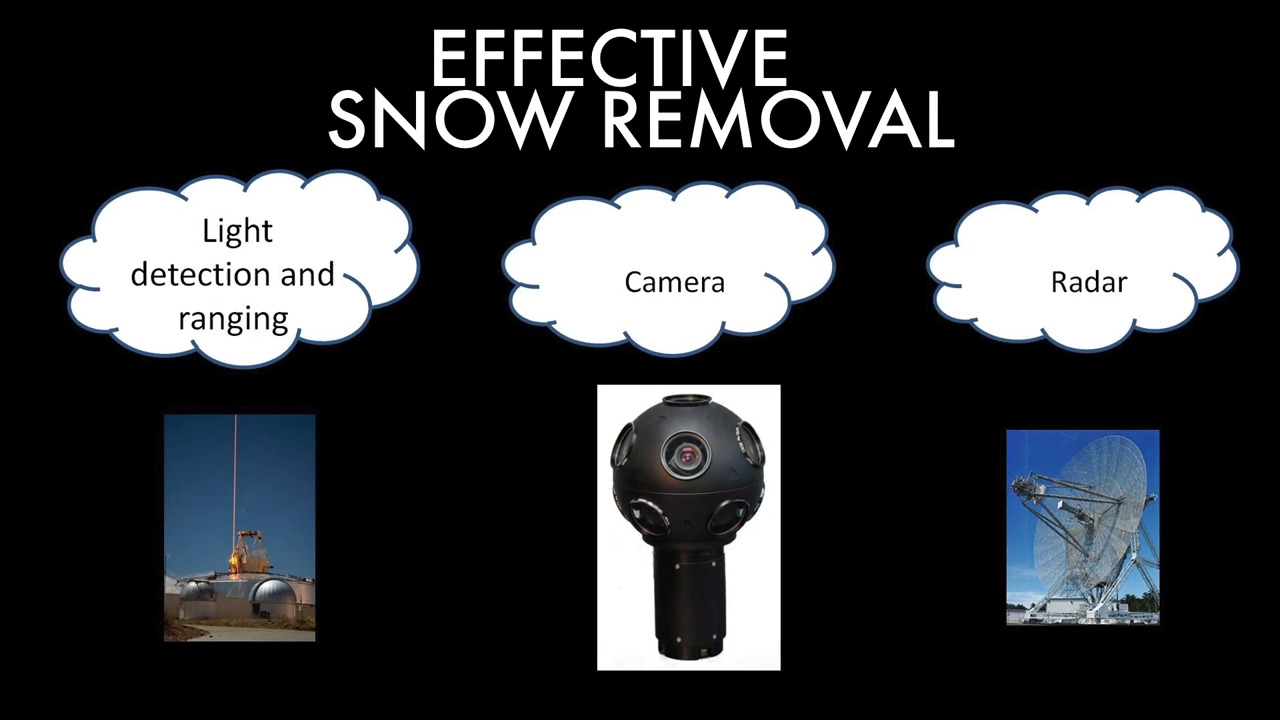 EFFECTIVE
SNOW REMOVAL
Light
detection and
ranging
Camera
Radar